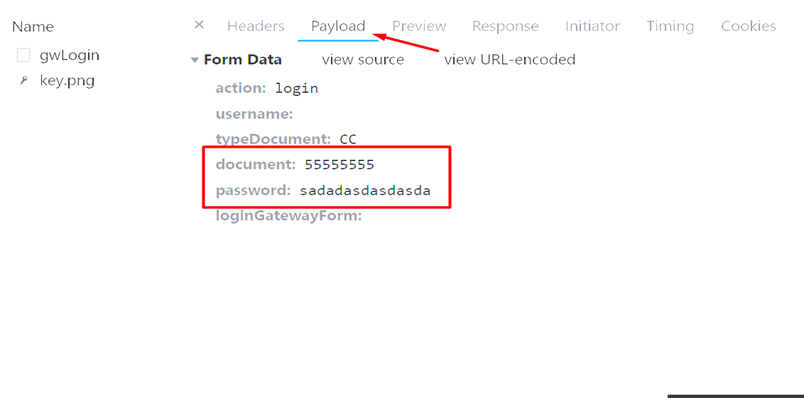 Name
gwLogin
key.png
× Headers Payload Preview Response Initiator Timing Cookies
▼ Form Data view source view URL-encoded
action: login
username:
typeDocument: CC
document: 55555555
password: sadadasdasdasda
loginGatewayForm: